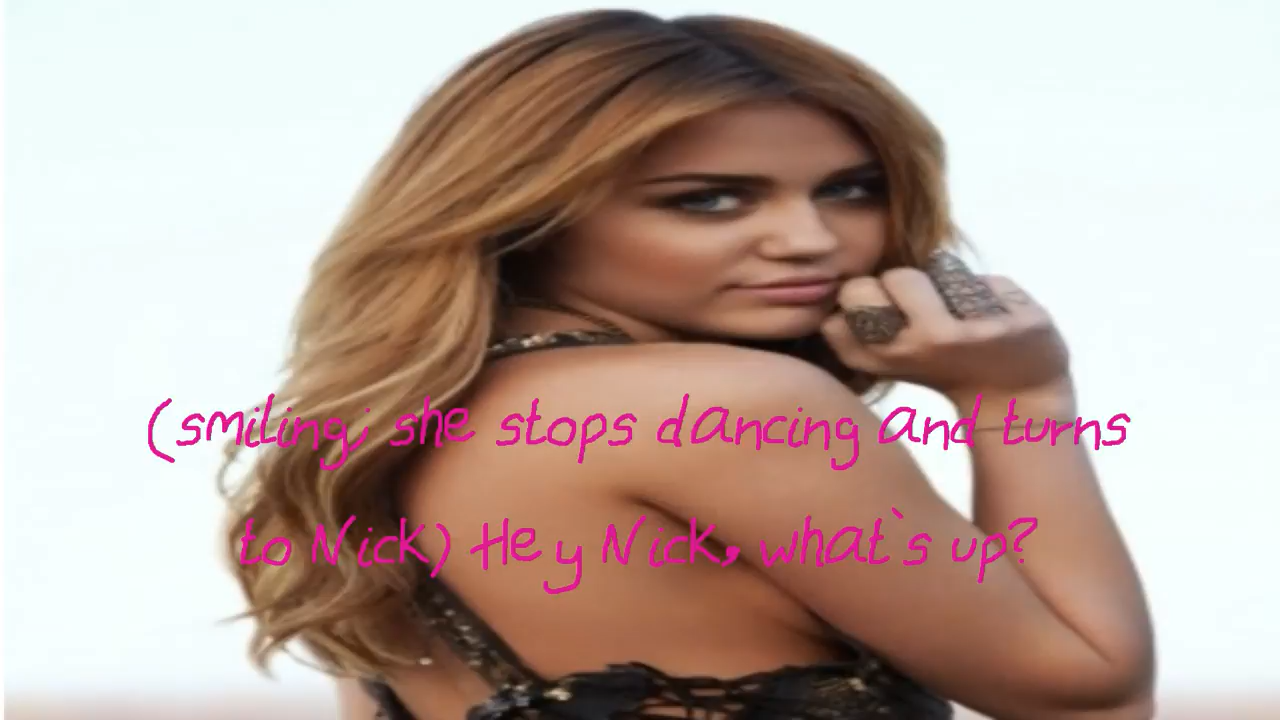 (smiling, she stops dancing and turns
to Nick) Hey Nick, what`s up?